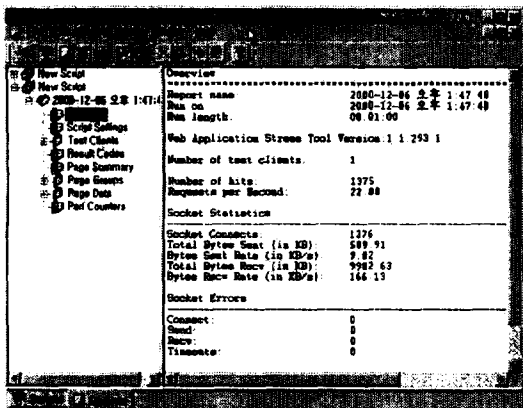 New Script
New Script
2000-12-06 오후 1:47:4
Script Settings
Test Clients
Result Codes
Page Summary
Page Groups
Page Data
Perf Counters
Overview
Report name: 2000-12-06 오후 1:47:48
Run on: 2000-12-06 오후 1:47:48
Run length: 00:01:00
Web Application Stress Tool Version:1.1.293.1
Number of test clients: 1
Number of hits: 1375
Requests per Second: 22.88
Socket Statistics
Socket Connects: 1376
Total Bytes Sent (in KB): 589.91
Bytes Sent Rate (in KB/s): 9.82
Total Bytes Recv (in KB): 9982.63
Bytes Recv Rate (in KB/s): 166.13
Socket Errors
Connect: 0
Send: 0
Recv: 0
Timeouts: 0